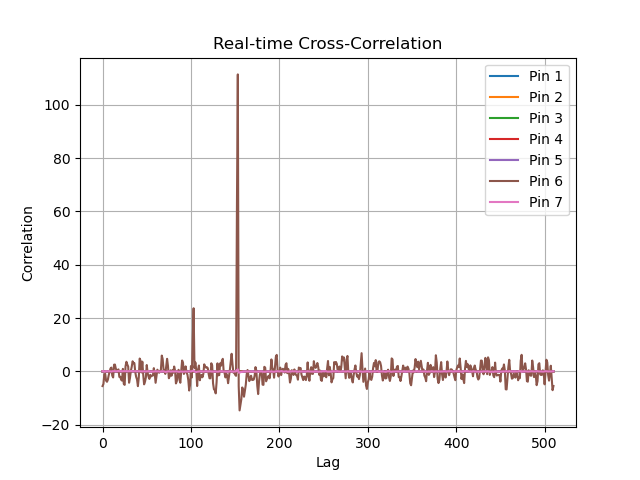 Real-time Cross-Correlation
Pin 1
Pin 2
Pin 3
Pin 4
Pin 5
Pin 6
Pin 7
Correlation
100
80
60
40
20
0
−20
0
100
200
300
400
500
Lag